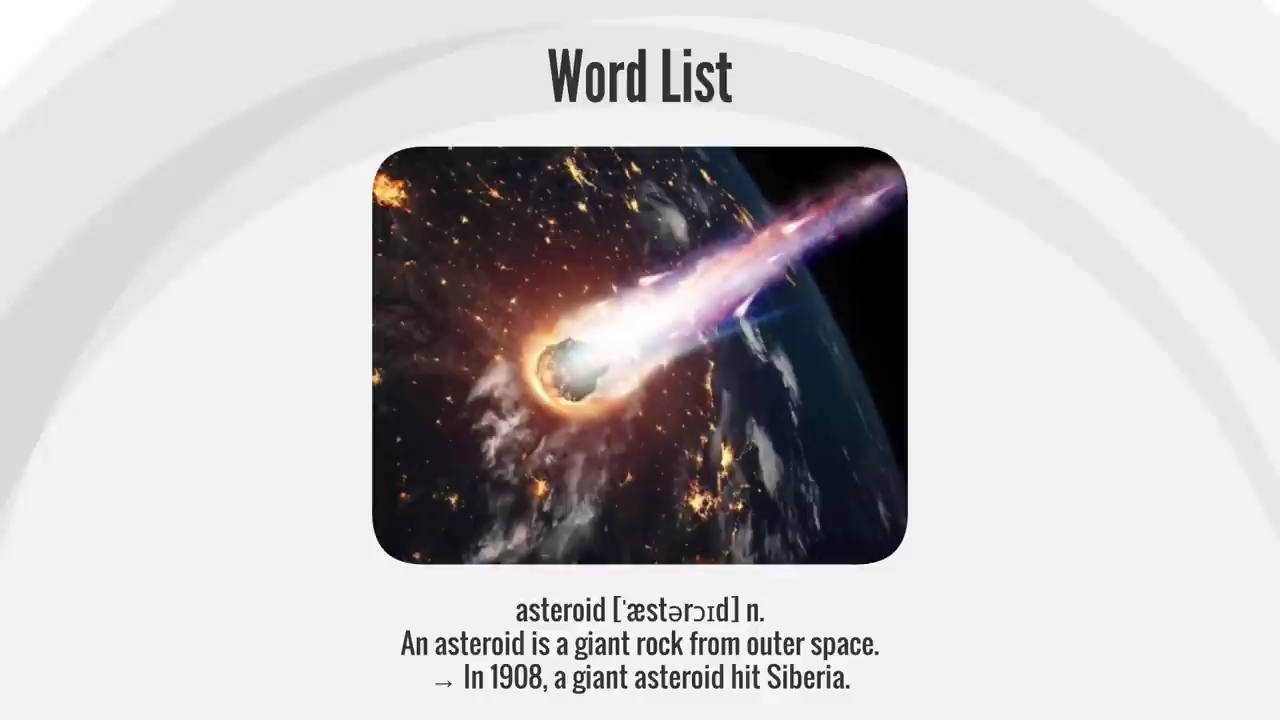 Word List
asteroid [ˈæstərɔɪd] n.
An asteroid is a giant rock from outer space.
→ In 1908, a giant asteroid hit Siberia.